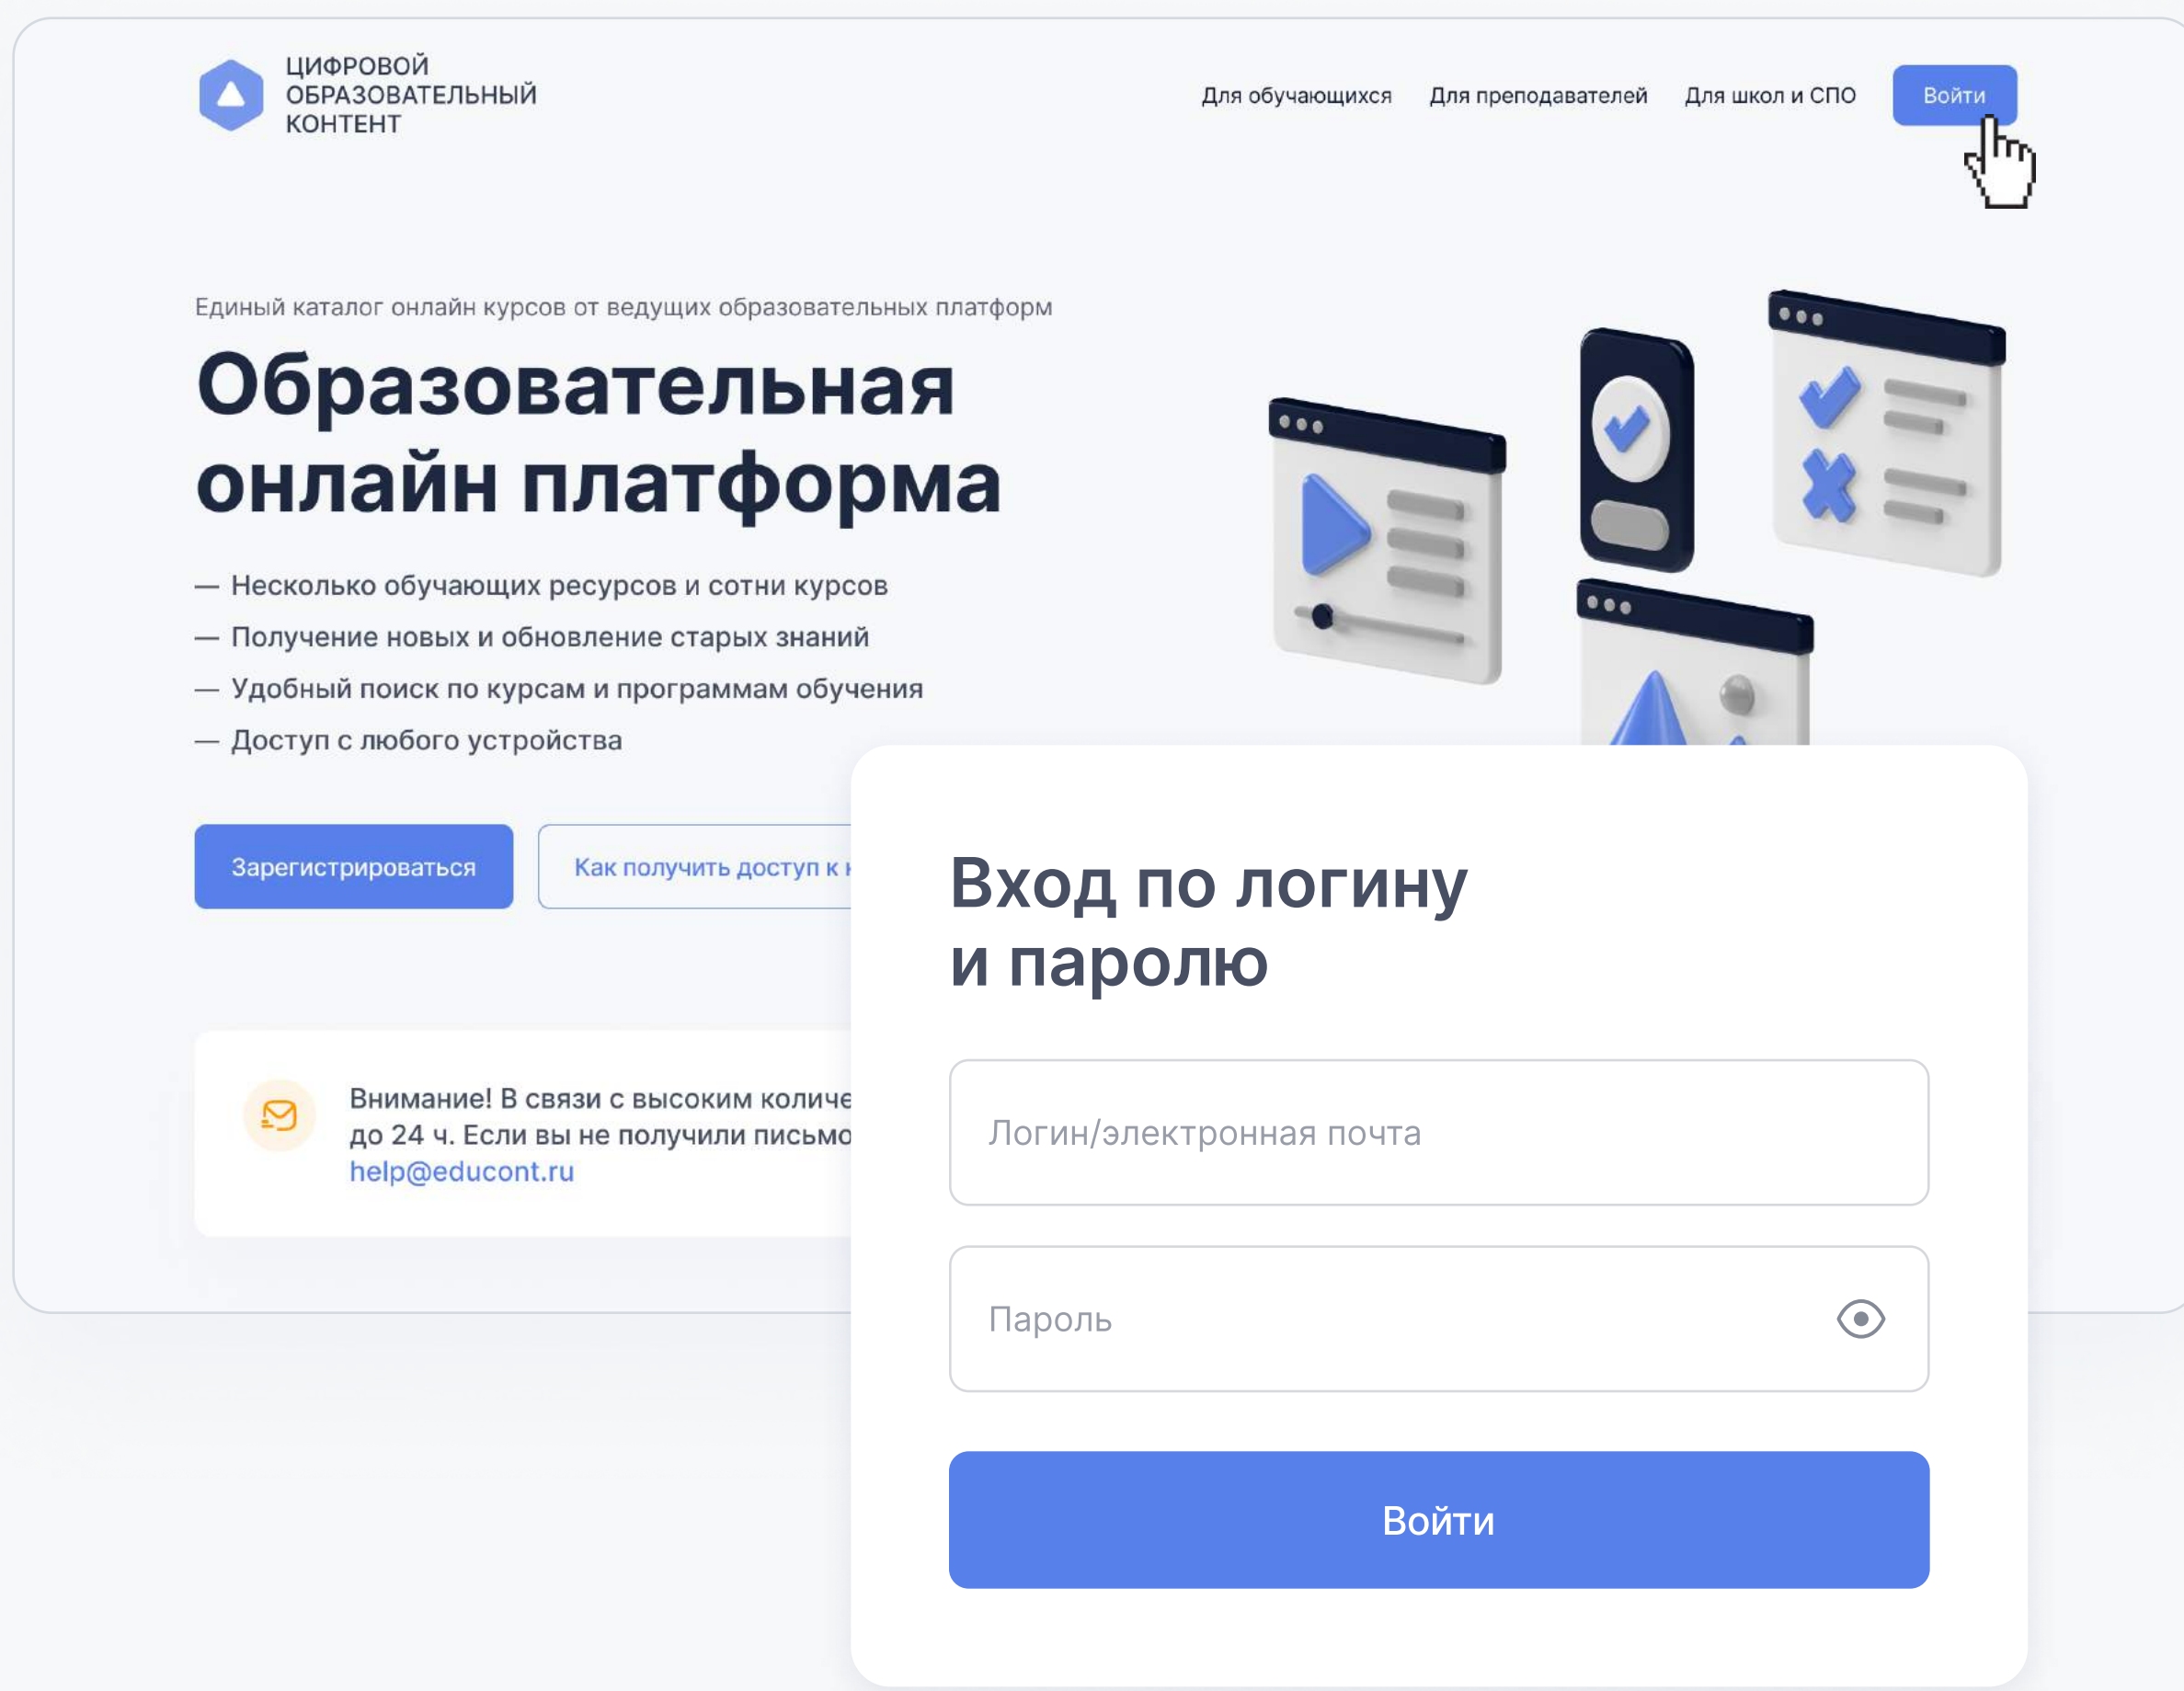 ЦИФРОВОЙ
ОБРАЗОВАТЕЛЬНЫЙ
КОНТЕНТ
Для обучающихся
Для преподавателей
Для школ и СПО
Войти
Единый каталог онлайн курсов от ведущих образовательных платформ
Образовательная
онлайн платформа
— Несколько обучающих ресурсов и сотни курсов
— Получение новых и обновление старых знаний
— Удобный поиск по курсам и программам обучения
— Доступ с любого устройства
Зарегистрироваться
Как получить доступ к
Внимание! В связи с высоким
до 24 ч. Если вы не получили письмо
help@educont.ru
Вход по логину
и паролю
Логин/электронная почта
Пароль
Войти